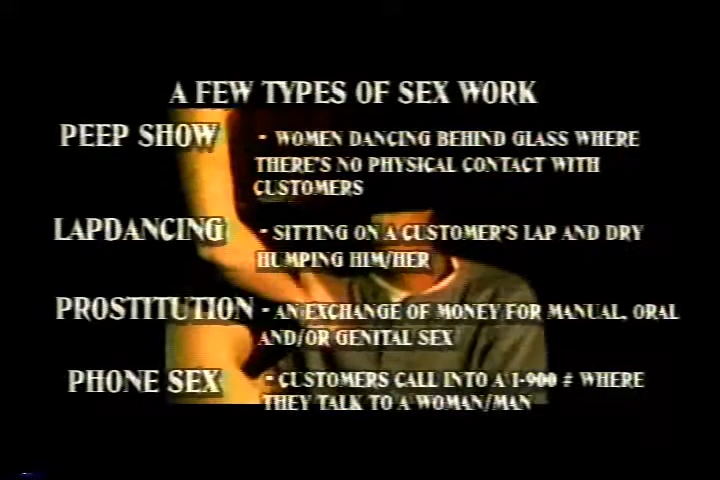 A FEW TYPES OF SEX WORK
PEEP SHOW - WOMEN DANCING BEHIND GLASS WHERE
THERE'S NO PHYSICAL CONTACT WITH
CUSTOMERS
LAPDANCING - SITTING ON A CUSTOMER'S LAP AND DRY
HUMPING HIM/HER
PROSTITUTION - AN EXCHANGE OF MONEY FOR MANUAL, ORAL
AND/OR GENITAL SEX
PHONE SEX - CUSTOMERS CALL INTO A 1-900 # WHERE
THEY TALK TO A WOMAN/MAN